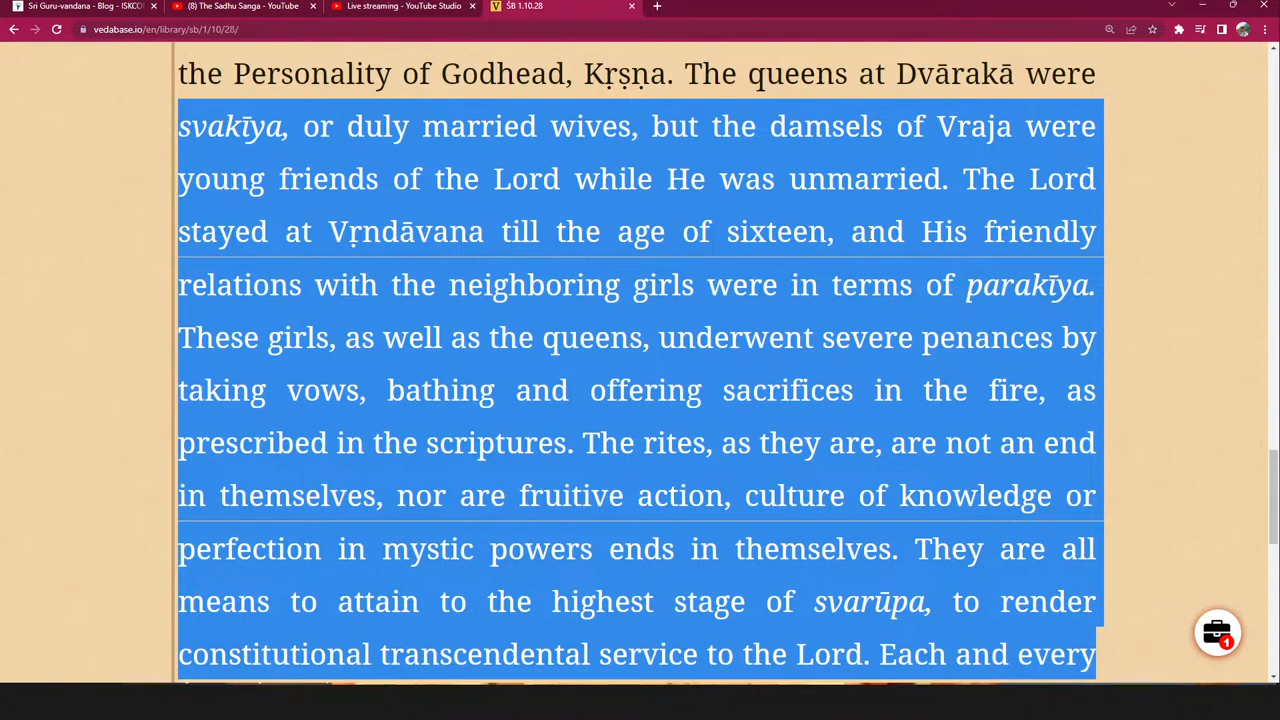 Sri Guru-vandana - Blog - ISKCO
(8) The Sadhu Sanga - YouTube
Live streaming - YouTube Studio
ŚB 1.10.28
vedabase.io/en/library/sb/1/10/28/
the Personality of Godhead, Kṛṣṇa. The queens at Dvārakā were
svakīya, or duly married wives, but the damsels of Vraja were
young friends of the Lord while He was unmarried. The Lord
stayed at Vṛndāvana till the age of sixteen, and His friendly
relations with the neighboring girls were in terms of parakīya.
These girls, as well as the queens, underwent severe penances by
taking vows, bathing and offering sacrifices in the fire, as
prescribed in the scriptures. The rites, as they are, are not an end
in themselves, nor are fruitive action, culture of knowledge or
perfection in mystic powers ends in themselves. They are all
means to attain to the highest stage of svarūpa, to render
constitutional transcendental service to the Lord. Each and every
1